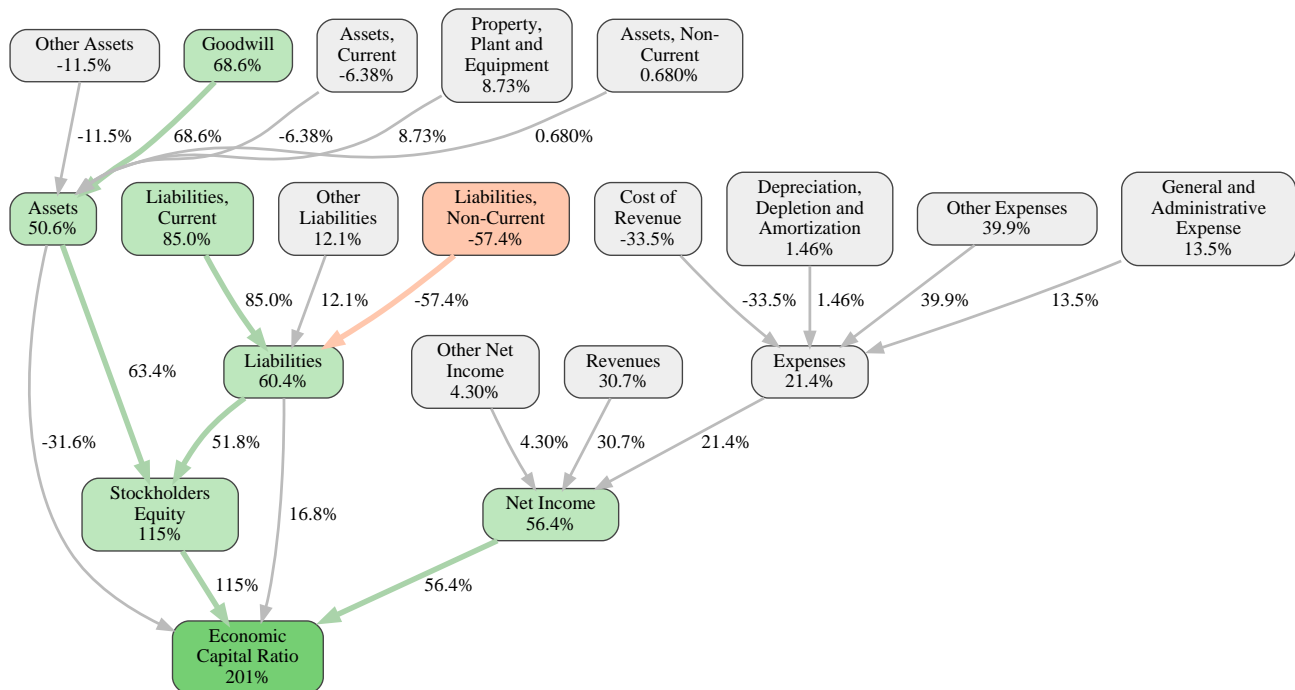 Other Assets
-11.5%
Goodwill
68.6%
Assets,
Current
-6.38%
Property,
Plant and
Equipment
8.73%
Assets, Non-
Current
0.680%
-11.5%
68.6%
-6.38%
8.73%
0.680%
Assets
50.6%
Liabilities,
Current
85.0%
Other
Liabilities
12.1%
Liabilities,
Non-Current
-57.4%
Cost of
Revenue
-33.5%
Depreciation,
Depletion and
Amortization
1.46%
Other Expenses
39.9%
General and
Administrative
Expense
13.5%
85.0%
12.1%
-57.4%
-33.5%
1.46%
39.9%
13.5%
63.4%
Liabilities
60.4%
Other Net
Income
4.30%
Revenues
30.7%
Expenses
21.4%
-31.6%
51.8%
4.30%
30.7%
21.4%
Stockholders
Equity
115%
16.8%
Net Income
56.4%
115%
56.4%
Economic
Capital Ratio
201%